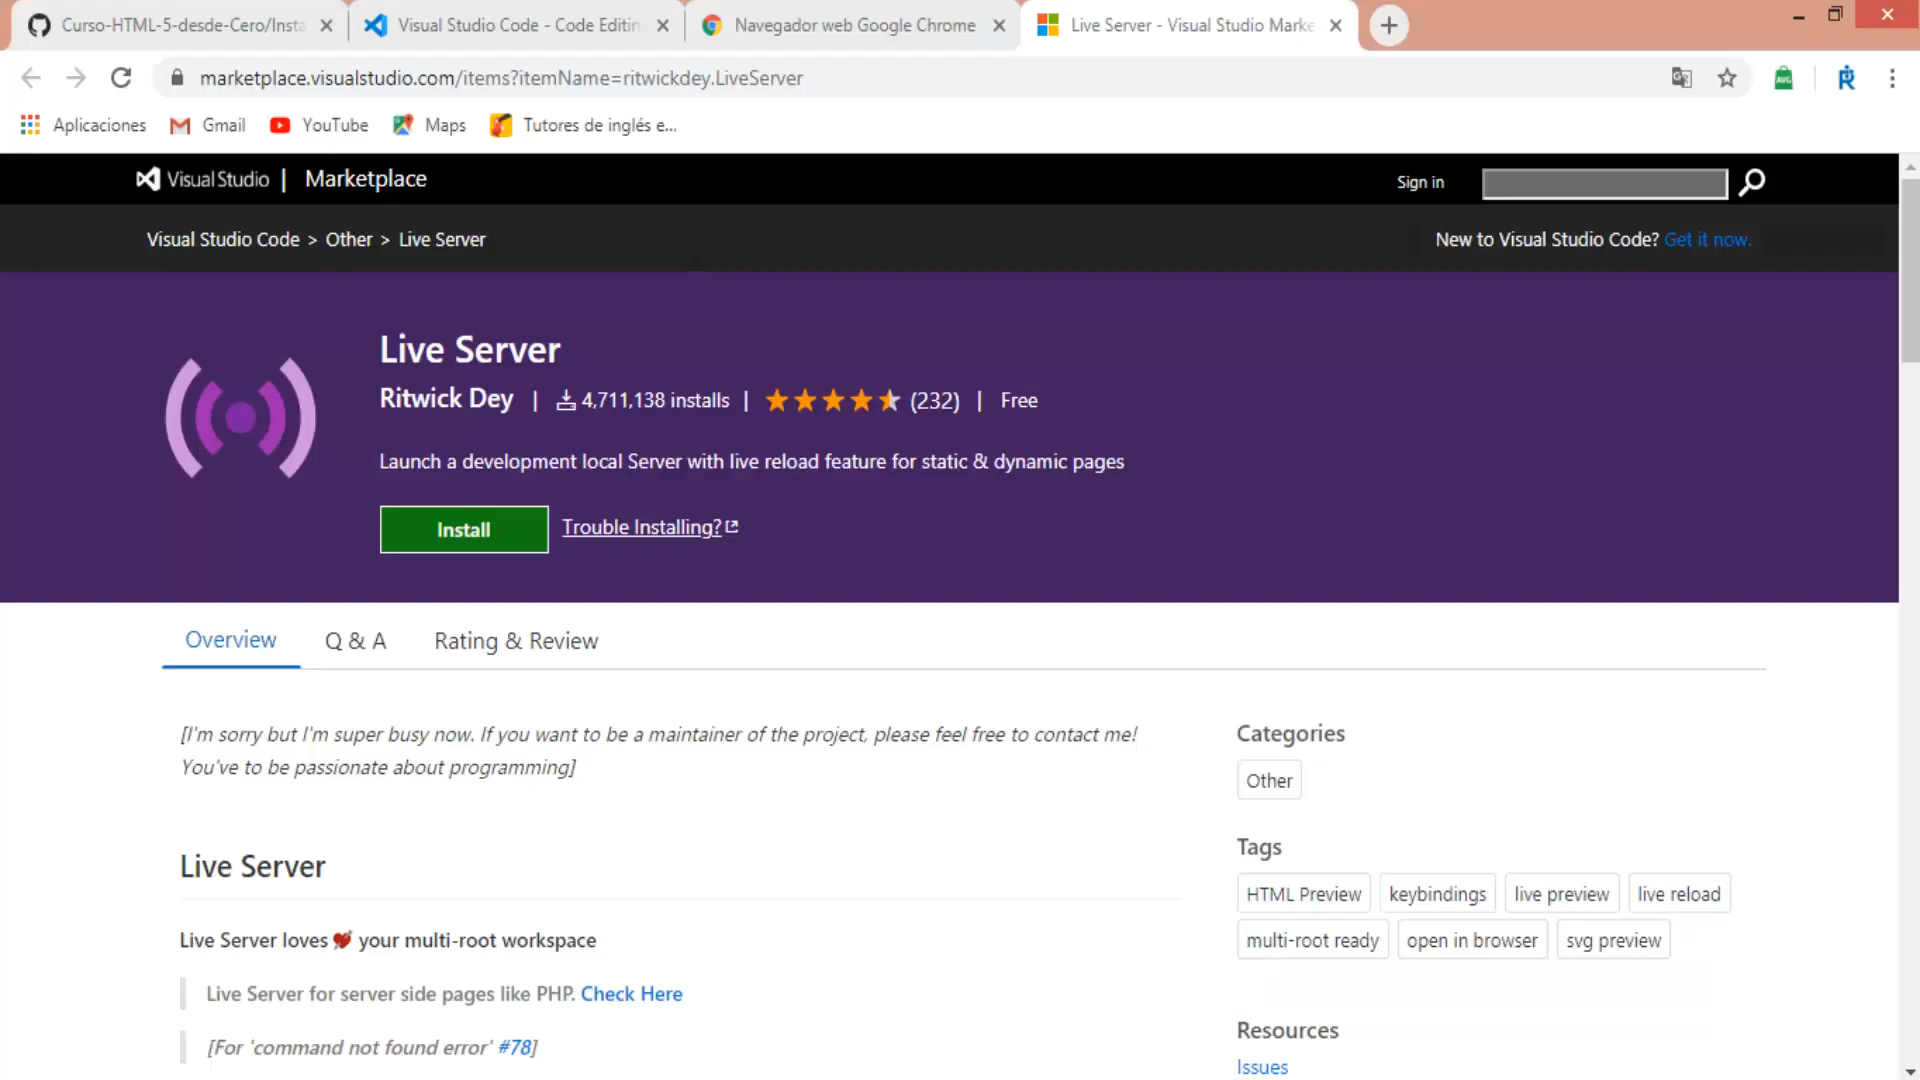 Curso-HTML-5-desde-Cero/Insta
Visual Studio Code - Code Editin
Navegador web Google Chrome
Live Server - Visual Studio Marke
marketplace.visualstudio.com/items?itemName=ritwickdey.LiveServer
Aplicaciones
Gmail
YouTube
Maps
Tutores de inglés e...
Visual Studio | Marketplace
Sign in
Visual Studio Code > Other > Live Server
New to Visual Studio Code? Get it now.
Live Server
Ritwick Dey | 4,711,138 installs | (232) | Free
Launch a development local Server with live reload feature for static & dynamic pages
Install
Trouble Installing?
Overview
Q & A
Rating & Review
[I'm sorry but I'm super busy now. If you want to be a maintainer of the project, please feel free to contact me!
You've to be passionate about programming]
Live Server
Live Server loves 💘 your multi-root workspace
Live Server for server side pages like PHP. Check Here
[For 'command not found error' #78]
Categories
Other
Tags
HTML Preview
keybindings
live preview
live reload
multi-root ready
open in browser
svg preview
Resources
Issues